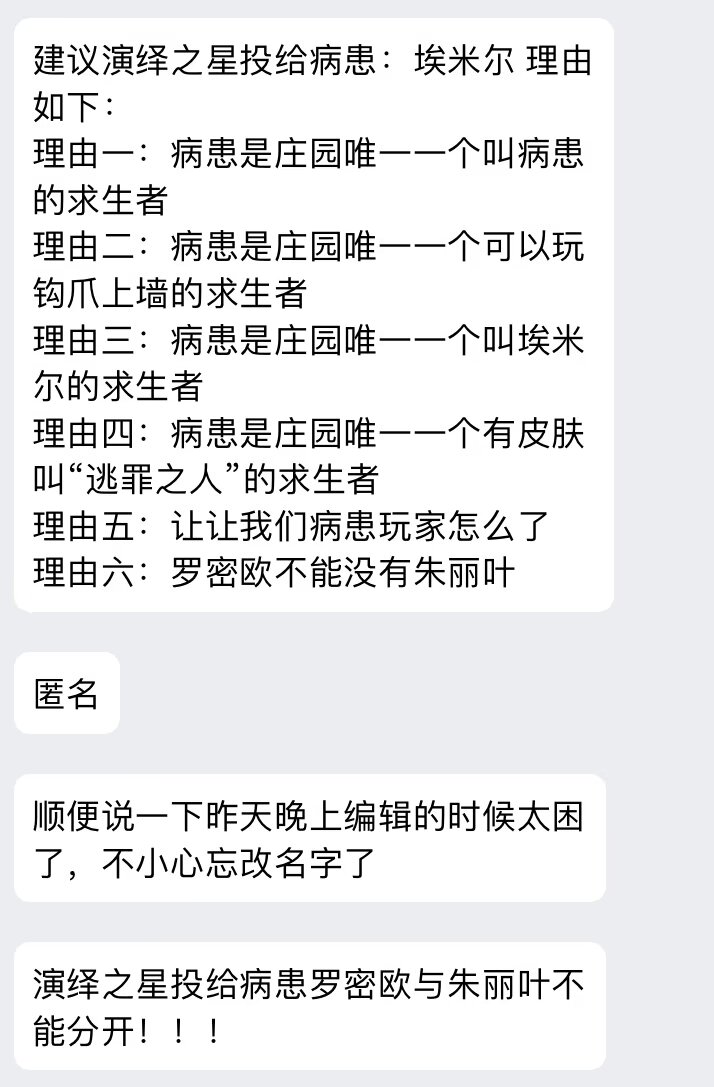 建议演绎之星投给病患：埃米尔 理由
如下：
理由一：病患是庄园唯一一个叫病患
的求生者
理由二：病患是庄园唯一一个可以玩
钩爪上墙的求生者
理由三：病患是庄园唯一一个叫埃米
尔的求生者
理由四：病患是庄园唯一一个有皮肤
叫“逃罪之人”的求生者
理由五：让让我们病患玩家怎么了
理由六：罗密欧不能没有朱丽叶
匿名
顺便说一下昨天晚上编辑的时候太困
了，不小心忘改名字了
演绎之星投给病患罗密欧与朱丽叶不
能分开！！！